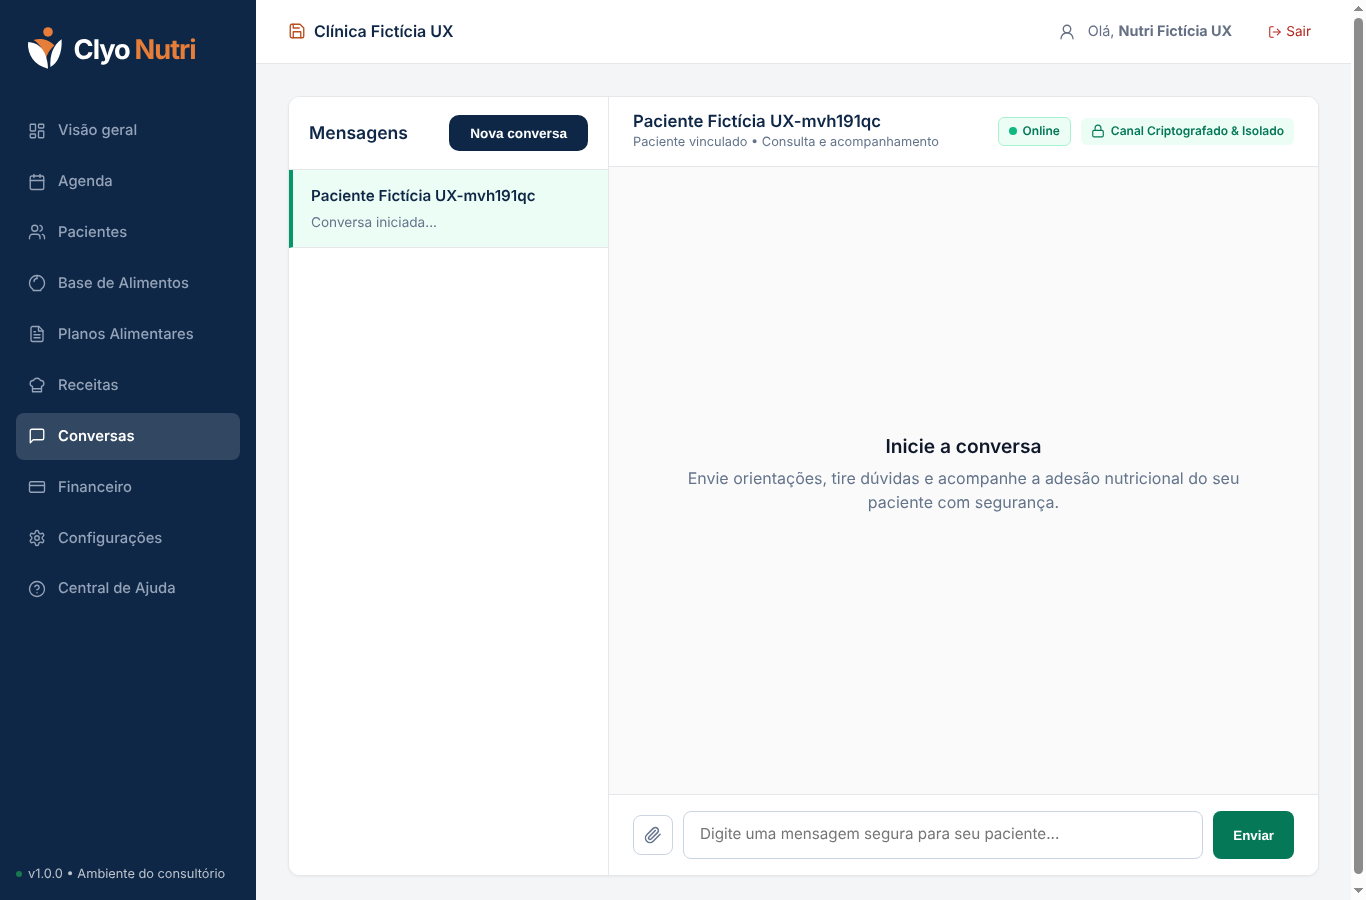 Clyo Nutri
Visão geral
Agenda
Pacientes
Base de Alimentos
Planos Alimentares
Receitas
Conversas
Financeiro
Configurações
Central de Ajuda
v1.0.0 • Ambiente do consultório
Clínica Fictícia UX
Olá, Nutri Fictícia UX
Sair
Mensagens
Nova conversa
Paciente Fictícia UX-mvh191qc
Conversa iniciada...
Paciente Fictícia UX-mvh191qc
Paciente vinculado • Consulta e acompanhamento
Online
Canal Criptografado & Isolado
Inicie a conversa
Envie orientações, tire dúvidas e acompanhe a adesão nutricional do seu
paciente com segurança.
Digite uma mensagem segura para seu paciente...
Enviar